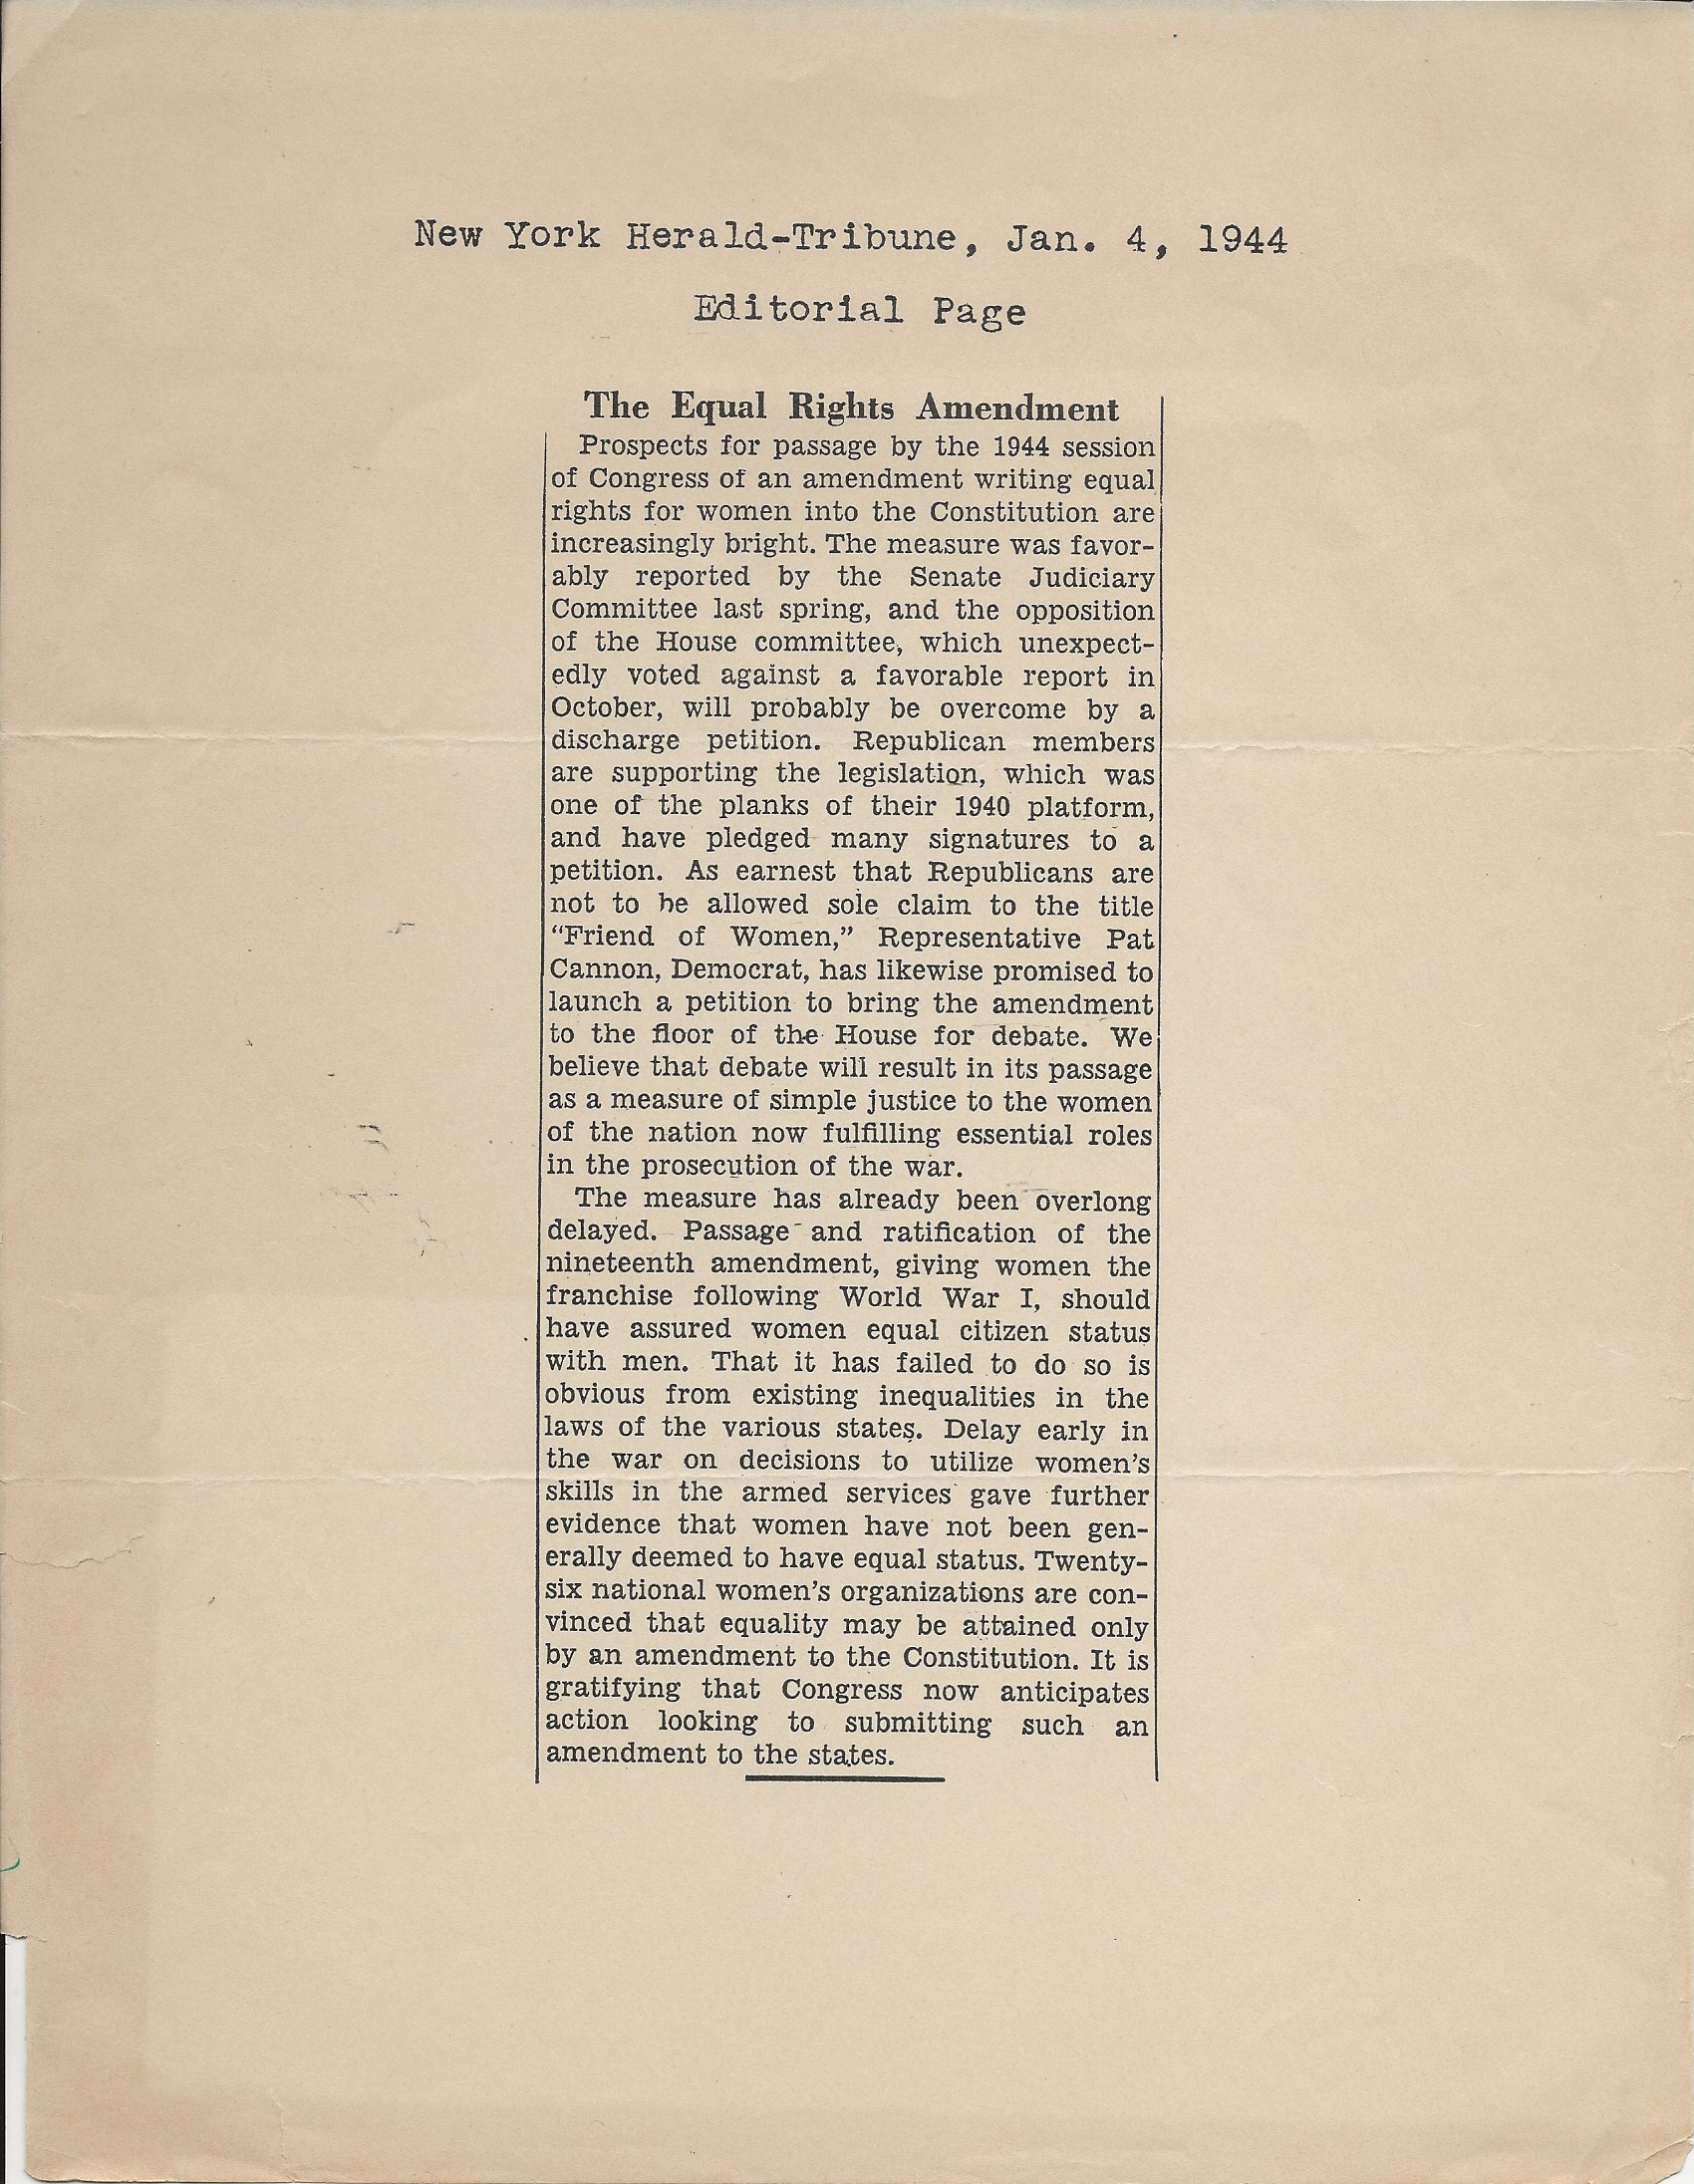 New York Herald-Tribune, Jan. 4, 1944
Editorial Page
The Equal Rights Amendment
Prospects for passage by the 1944 session
of Congress of an amendment writing equal
rights for women into the Constitution are
increasingly bright. The measure was favor-
ably reported by the Senate Judiciary
Committee last spring, and the opposition
of the House committee, which unexpect-
edly voted against a favorable report in
October, will probably be overcome by a
discharge petition. Republican members
are supporting the legislation, which was
one of the planks of their 1940 platform,
and have pledged many signatures to a
petition. As earnest that Republicans are
not to be allowed sole claim to the title
“Friend of Women,” Representative Pat
Cannon, Democrat, has likewise promised to
launch a petition to bring the amendment
to the floor of the House for debate. We
believe that debate will result in its passage
as a measure of simple justice to the women
of the nation now fulfilling essential roles
in the prosecution of the war.
The measure has already been overlong
delayed. Passage and ratification of the
nineteenth amendment, giving women the
franchise following World War I, should
have assured women equal citizen status
with men. That it has failed to do so is
obvious from existing inequalities in the
laws of the various states. Delay early in
the war on decisions to utilize women’s
skills in the armed services gave further
evidence that women have not been gen-
erally deemed to have equal status. Twenty-
six national women’s organizations are con-
vinced that equality may be attained only
by an amendment to the Constitution. It is
gratifying that Congress now anticipates
action looking to submitting such an
amendment to the states.